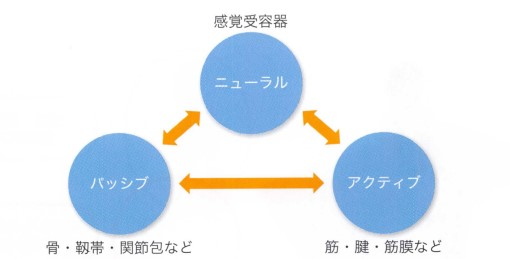 感覚受容器
ニューラル
パッシブ
アクティブ
骨・靱帯・関節包など
筋・腱・筋膜など